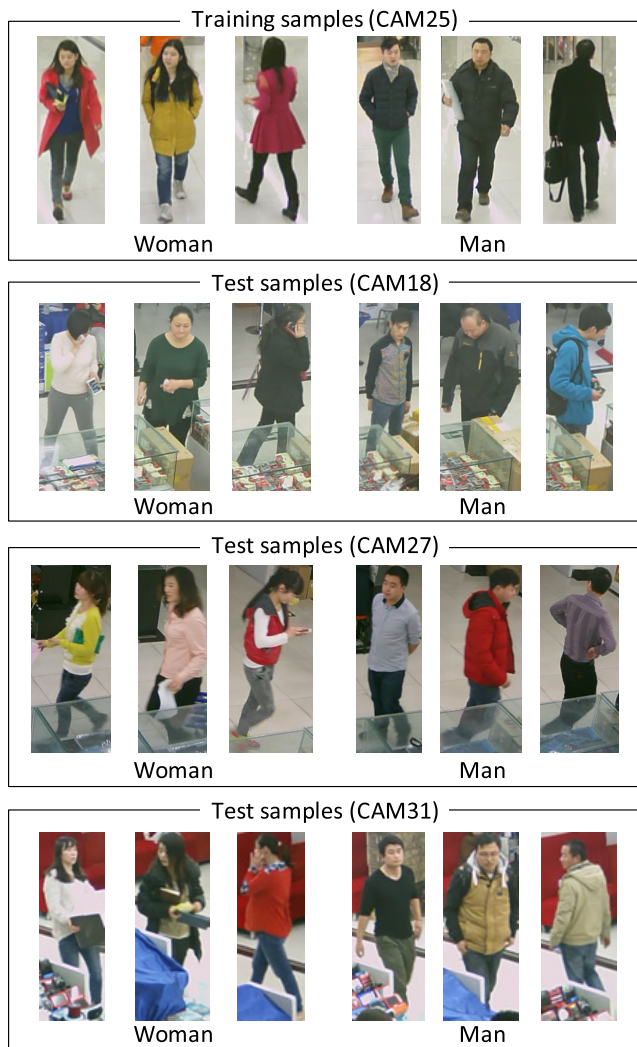 Training samples (CAM25)
Woman Man
Test samples (CAM18)
Woman Man
Test samples (CAM27)
Woman Man
Test samples (CAM31)
Woman Man